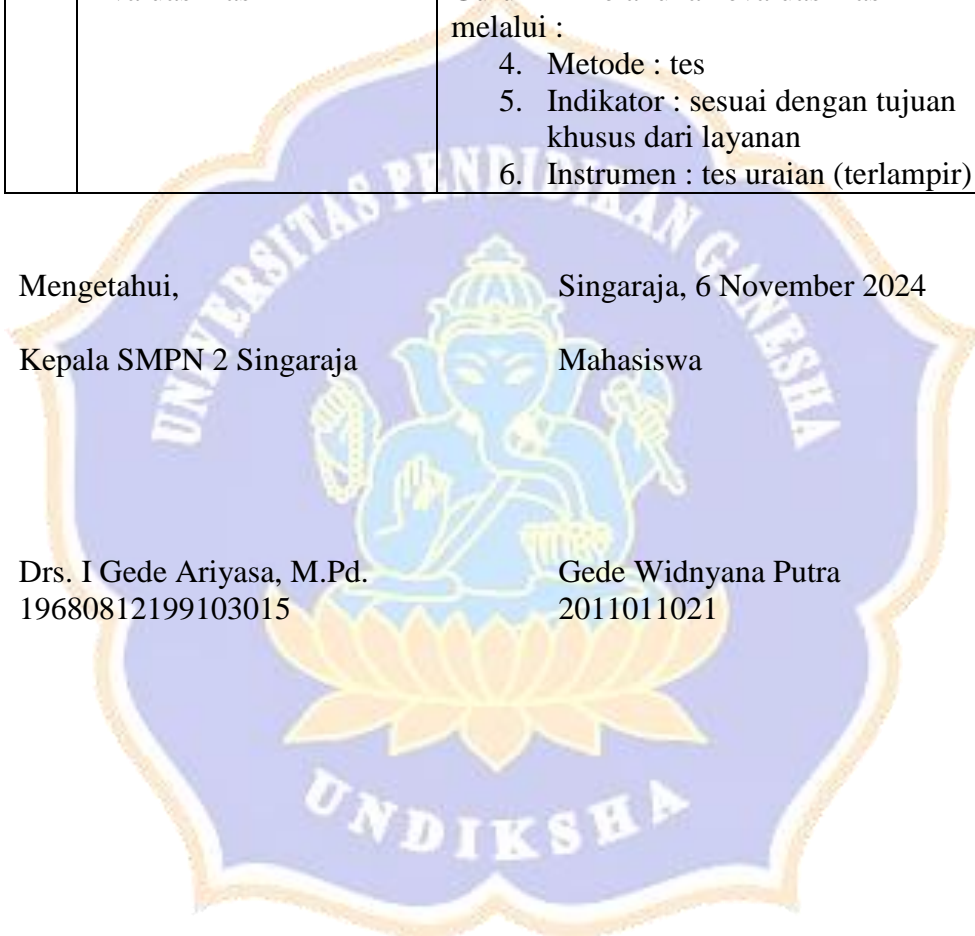 melalui :
4. Metode : tes
5. Indikator : sesuai dengan tujuan
khusus dari layanan
6. Instrumen : tes uraian (terlampir)
UNIVERSITAS PENDIDIKAN GANESHA
Mengetahui,
Singaraja, 6 November 2024
Kepala SMPN 2 Singaraja
Mahasiswa
Drs. I Gede Ariyasa, M.Pd.
Gede Widnyana Putra
19680812199103015
2011011021
UNDIKSHA